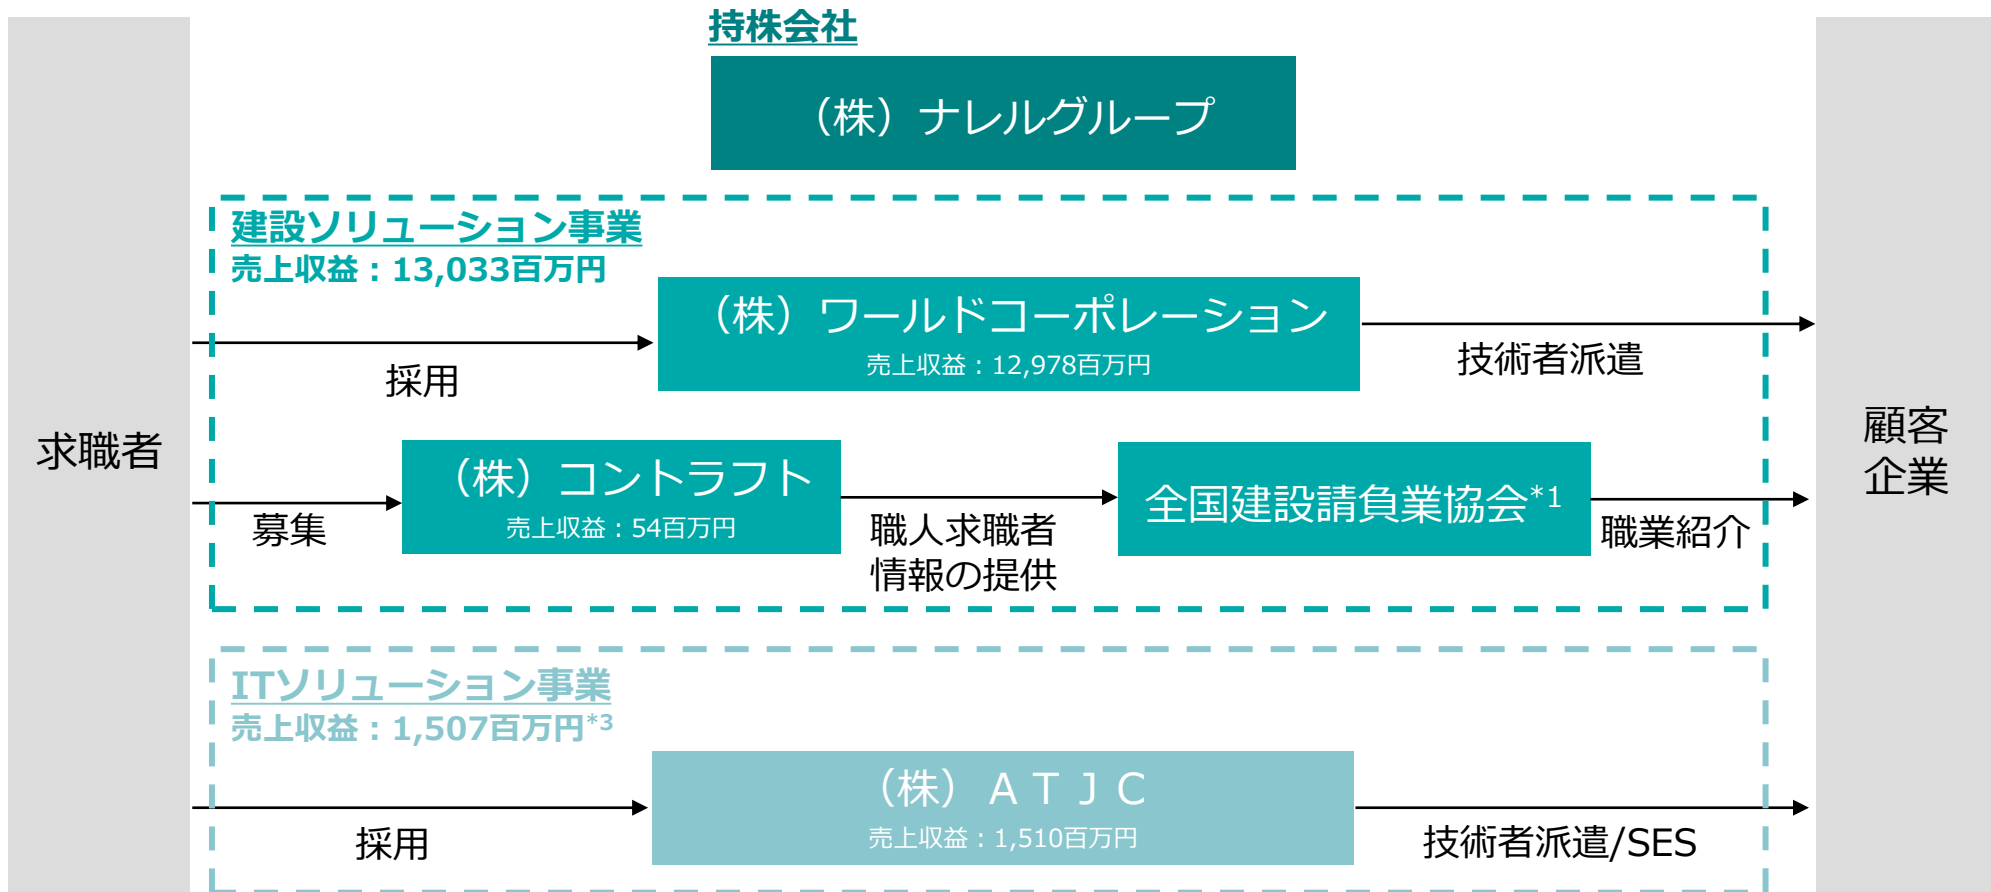 持株会社
（株）ナレルグループ
建設ソリューション事業
売上収益：13,033百万円
（株）ワールドコーポレーション
売上収益：12,978百万円
採用
技術者派遣
求職者
顧客
企業
（株）コントラフト
売上収益：54百万円
全国建設請負業協会*1
募集
職人求職者
情報の提供
職業紹介
ITソリューション事業
売上収益：1,507百万円*3
（株）ＡＴＪＣ
売上収益：1,510百万円
採用
技術者派遣/SES